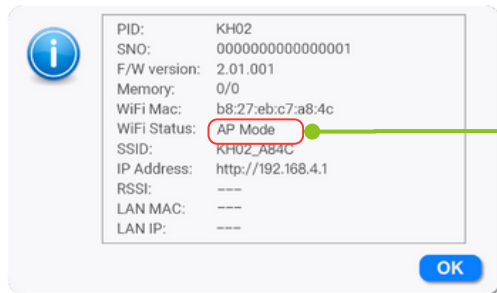 PID: KH02
SNO: 0000000000000001
F/W version: 2.01.001
Memory: 0/0
WiFi Mac: b8:27:eb:c7:a8:4c
WiFi Status: AP Mode
SSID: KH02_A84C
IP Address: http://192.168.4.1
RSSI: ---
LAN MAC: ---
LAN IP: ---
OK